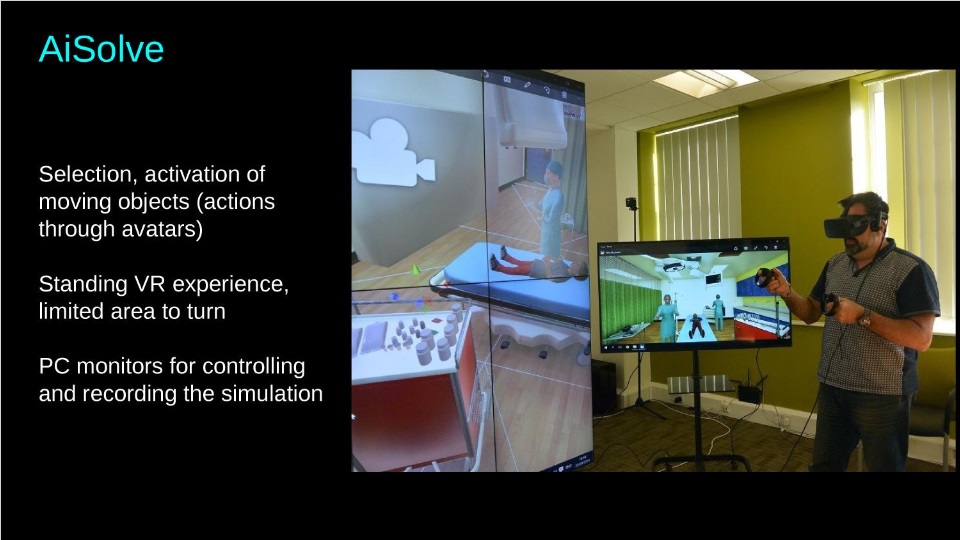 AiSolve
Selection, activation of
moving objects (actions
through avatars)
Standing VR experience,
limited area to turn
PC monitors for controlling
and recording the simulation